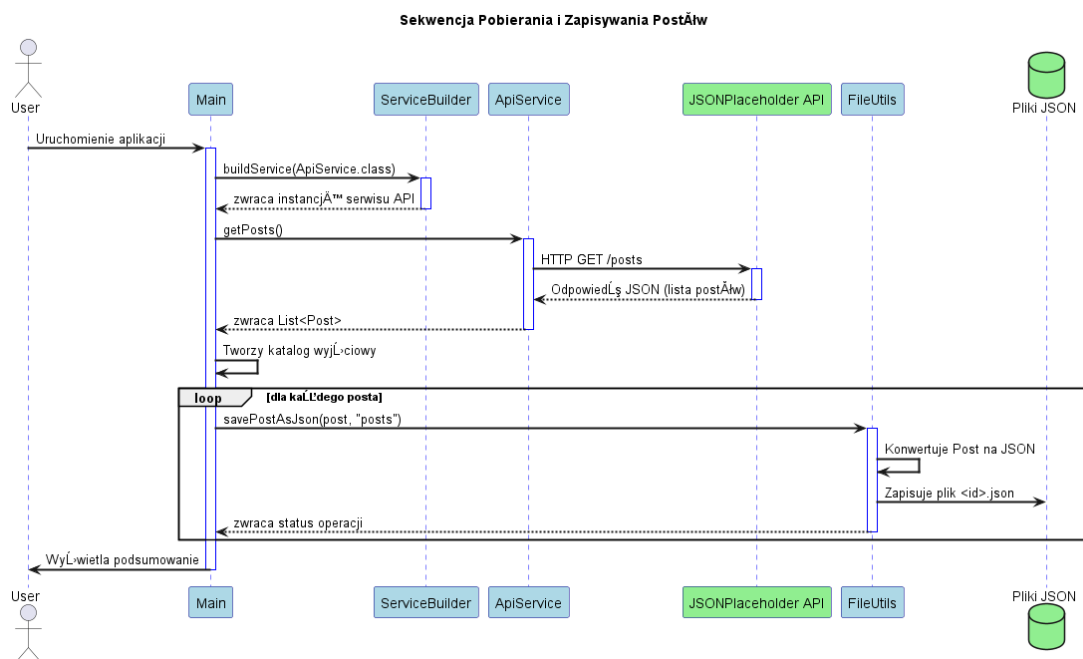 Sekwencja Pobierania i Zapisywania PostĂłw
User
Main
ServiceBuilder
ApiService
JSONPlaceholder API
FileUtils
Pliki JSON
Uruchomienie aplikacji
buildService(ApiService.class)
zwraca instancjÄ™ serwisu API
getPosts()
HTTP GET /posts
OdpowiedĹş JSON (lista postĂłw)
zwraca List<Post>
Tworzy katalog wyjĹ›ciowy
loop
[dla kaĹĽdego posta]
savePostAsJson(post, "posts")
Konwertuje Post na JSON
Zapisuje plik <id>.json
zwraca status operacji
WyĹ›wietla podsumowanie
User
Main
ServiceBuilder
ApiService
JSONPlaceholder API
FileUtils
Pliki JSON